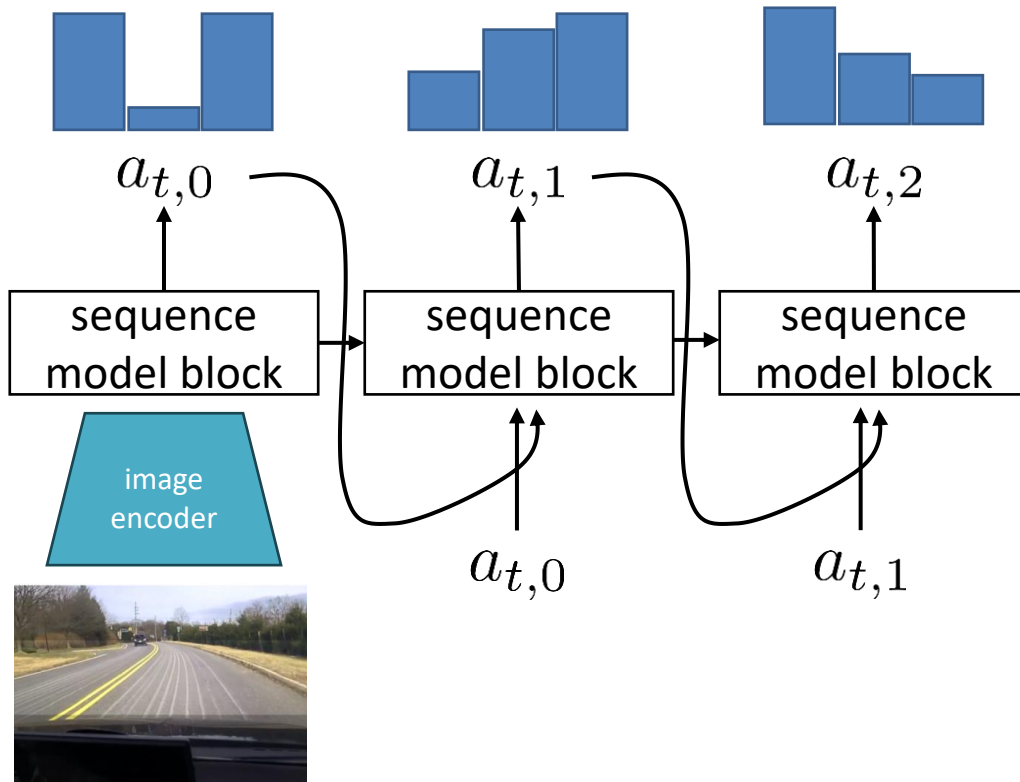 a_{t,0}
a_{t,1}
a_{t,2}
sequence
model block
sequence
model block
sequence
model block
image
encoder
a_{t,0}
a_{t,1}